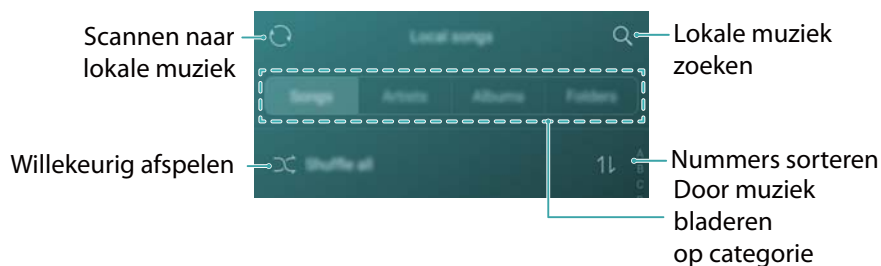 Scannen naar
lokale muziek
Local songs
Lokale muziek
zoeken
Songs
Artists
Albums
Folders
Willekeurig afspelen
Shuffle all
Nummers sorteren
Door muziek
bladeren
op categorie
A
B
C